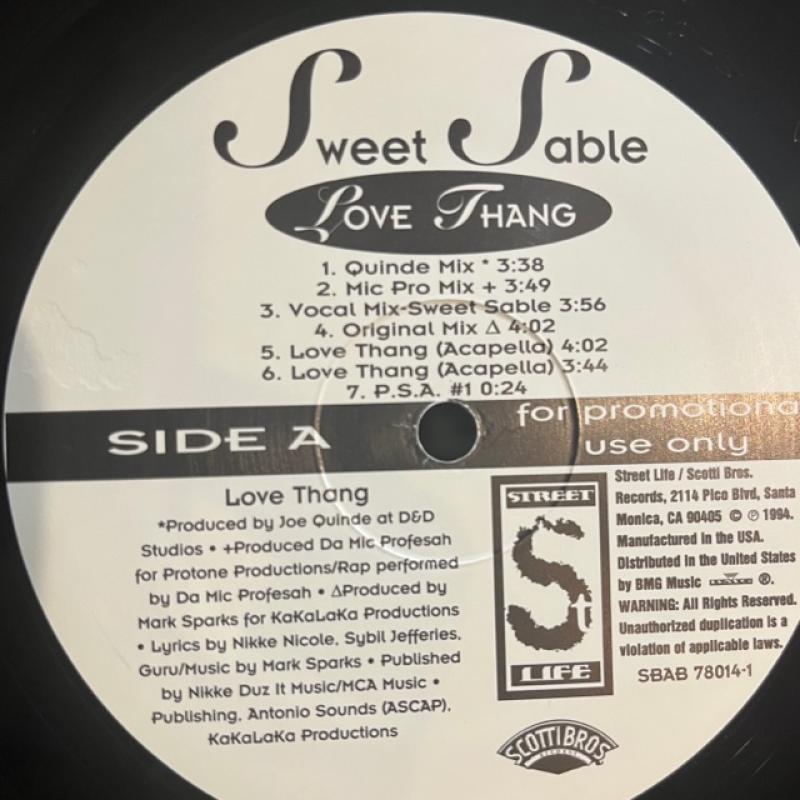 Sweet Sable
LOVE THANG
1. Quinde Mix * 3:38
2. Mic Pro Mix + 3:49
3. Vocal Mix-Sweet Sable 3:56
4. Original Mix Δ 4:02
5. Love Thang (Acapella) 4:02
6. Love Thang (Acapella) 3:44
7. P.S.A. #1 0:24
SIDE A
for promotiona
use only
Love Thang
*Produced by Joe Quinde at D&D
Studios • +Produced Da Mic Profesah
for Protone Productions/Rap performed
by Da Mic Profesah • ΔProduced by
Mark Sparks for KaKaLaKa Productions
• Lyrics by Nikke Nicole, Sybil Jefferies,
Guru/Music by Mark Sparks • Published
by Nikke Duz It Music/MCA Music •
Publishing, Antonio Sounds (ASCAP),
KaKaLaKa Productions
STREET
St
LIFE
Street Life / Scotti Bros.
Records, 2114 Pico Blvd, Santa
Monica, CA 90405 © ℗ 1994.
Manufactured in the USA.
Distributed in the United States
by BMG Music ®.
WARNING: All Rights Reserved.
Unauthorized duplication is a
violation of applicable laws.
SBAB 78014-1
SCOTTI BROS.
RECORDS